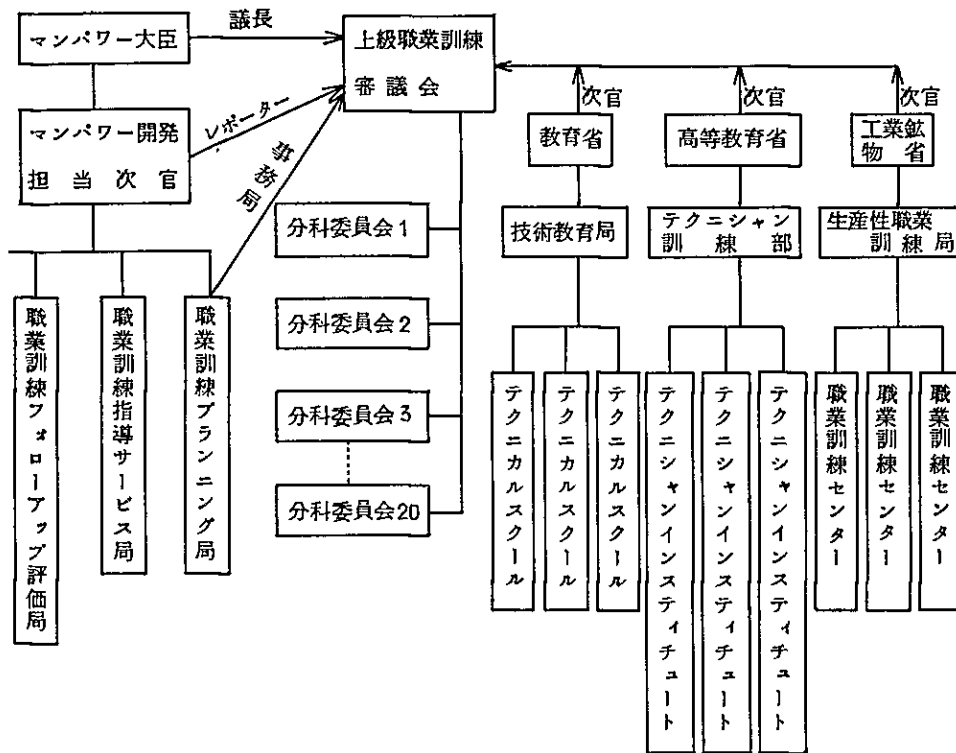 議長
マンパワー大臣
上級職業訓練
審議会
レポーター
マンパワー開発
担当次官
事務局
次官
次官
次官
教育省
高等教育省
工業鉱
物省
分科委員会1
技術教育局
テクニシャン
訓練部
生産性職業
訓練局
分科委員会2
分科委員会3
分科委員会20
職業訓練フォローアップ評価局
職業訓練指導サービス局
職業訓練プランニング局
テクニカルスクール
テクニカルスクール
テクニカルスクール
テクニシャンインスティチュート
テクニシャンインスティチュート
テクニシャンインスティチュート
職業訓練センター
職業訓練センター
職業訓練センター